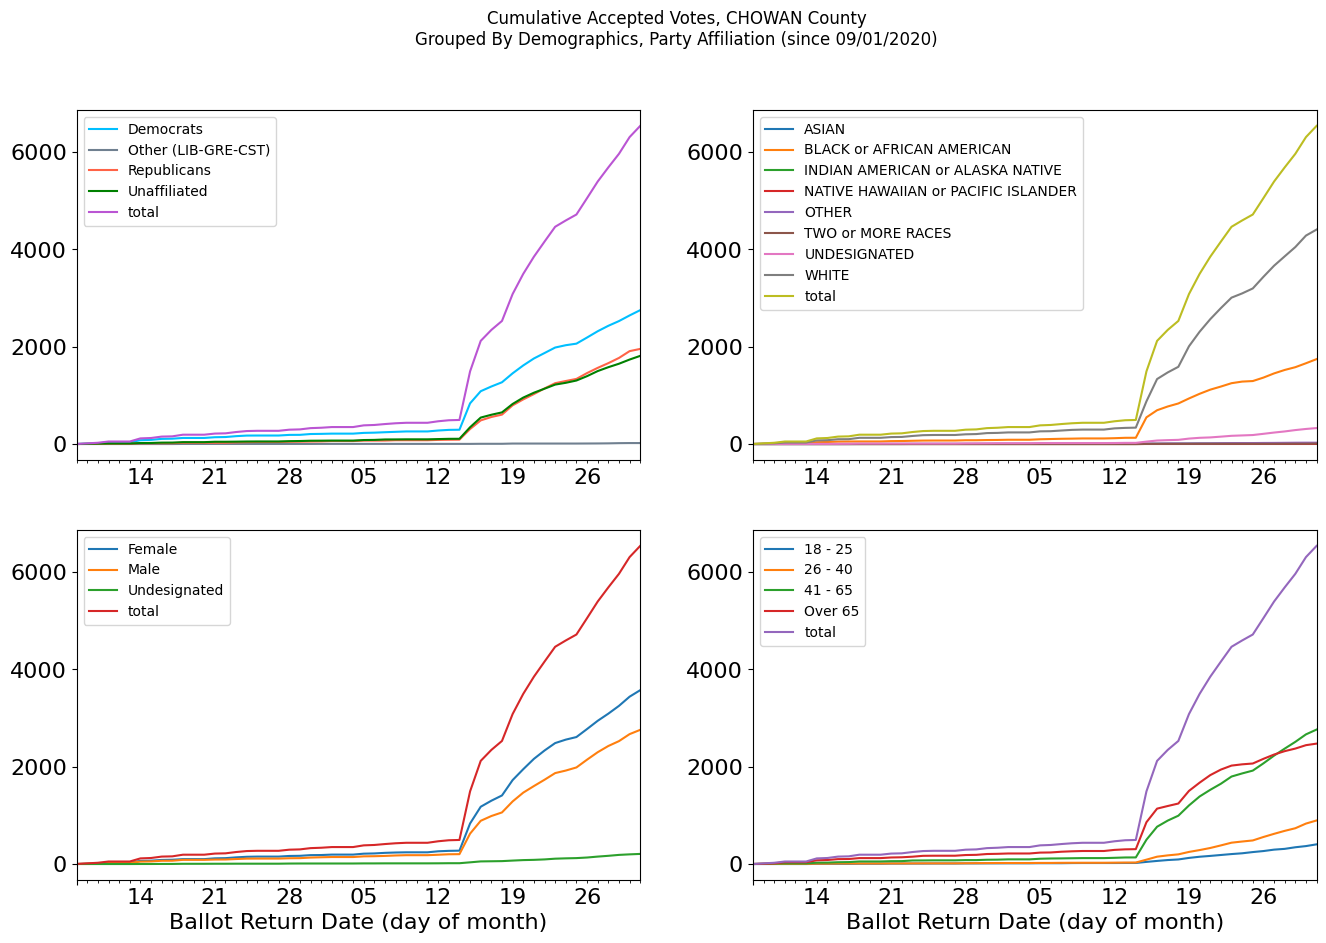 Cumulative Accepted Votes, CHOWAN County
Grouped By Demographics, Party Affiliation (since 09/01/2020)
Democrats
Other (LIB-GRE-CST)
Republicans
Unaffiliated
total
6000
4000
2000
0
14 21 28 05 12 19 26
ASIAN
BLACK or AFRICAN AMERICAN
INDIAN AMERICAN or ALASKA NATIVE
NATIVE HAWAIIAN or PACIFIC ISLANDER
OTHER
TWO or MORE RACES
UNDESIGNATED
WHITE
total
6000
4000
2000
0
14 21 28 05 12 19 26
Female
Male
Undesignated
total
6000
4000
2000
0
14 21 28 05 12 19 26
Ballot Return Date (day of month)
18 - 25
26 - 40
41 - 65
Over 65
total
6000
4000
2000
0
14 21 28 05 12 19 26
Ballot Return Date (day of month)